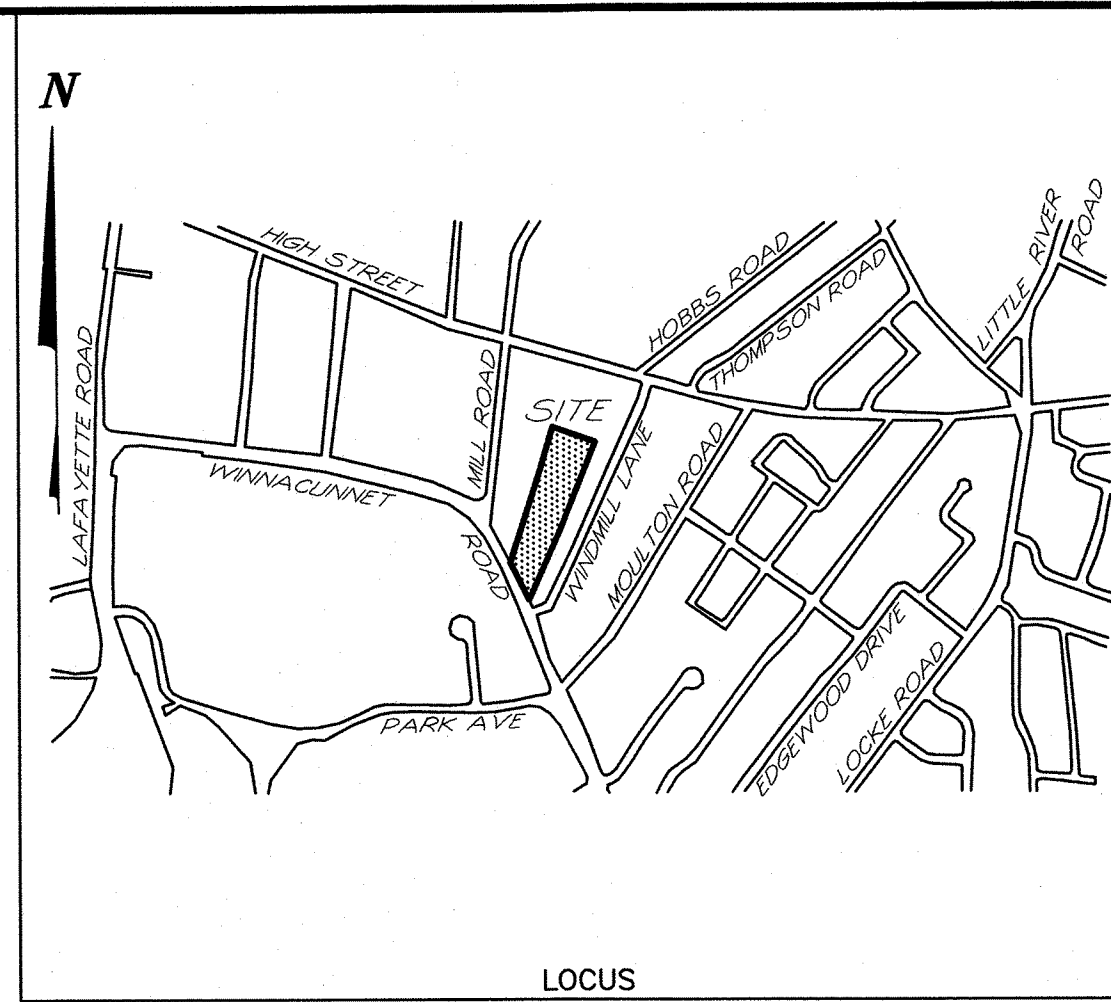 N
HIGH STREET
HOBBS ROAD
THOMPSON ROAD
LITTLE RIVER
ROAD
LAFAYETTE ROAD
MILL ROAD
SITE
WINDMILL LANE
MOULTON ROAD
WINNACUNNET
ROAD
PARK AVE
EDGEWOOD DRIVE
LOCKE ROAD
LOCUS